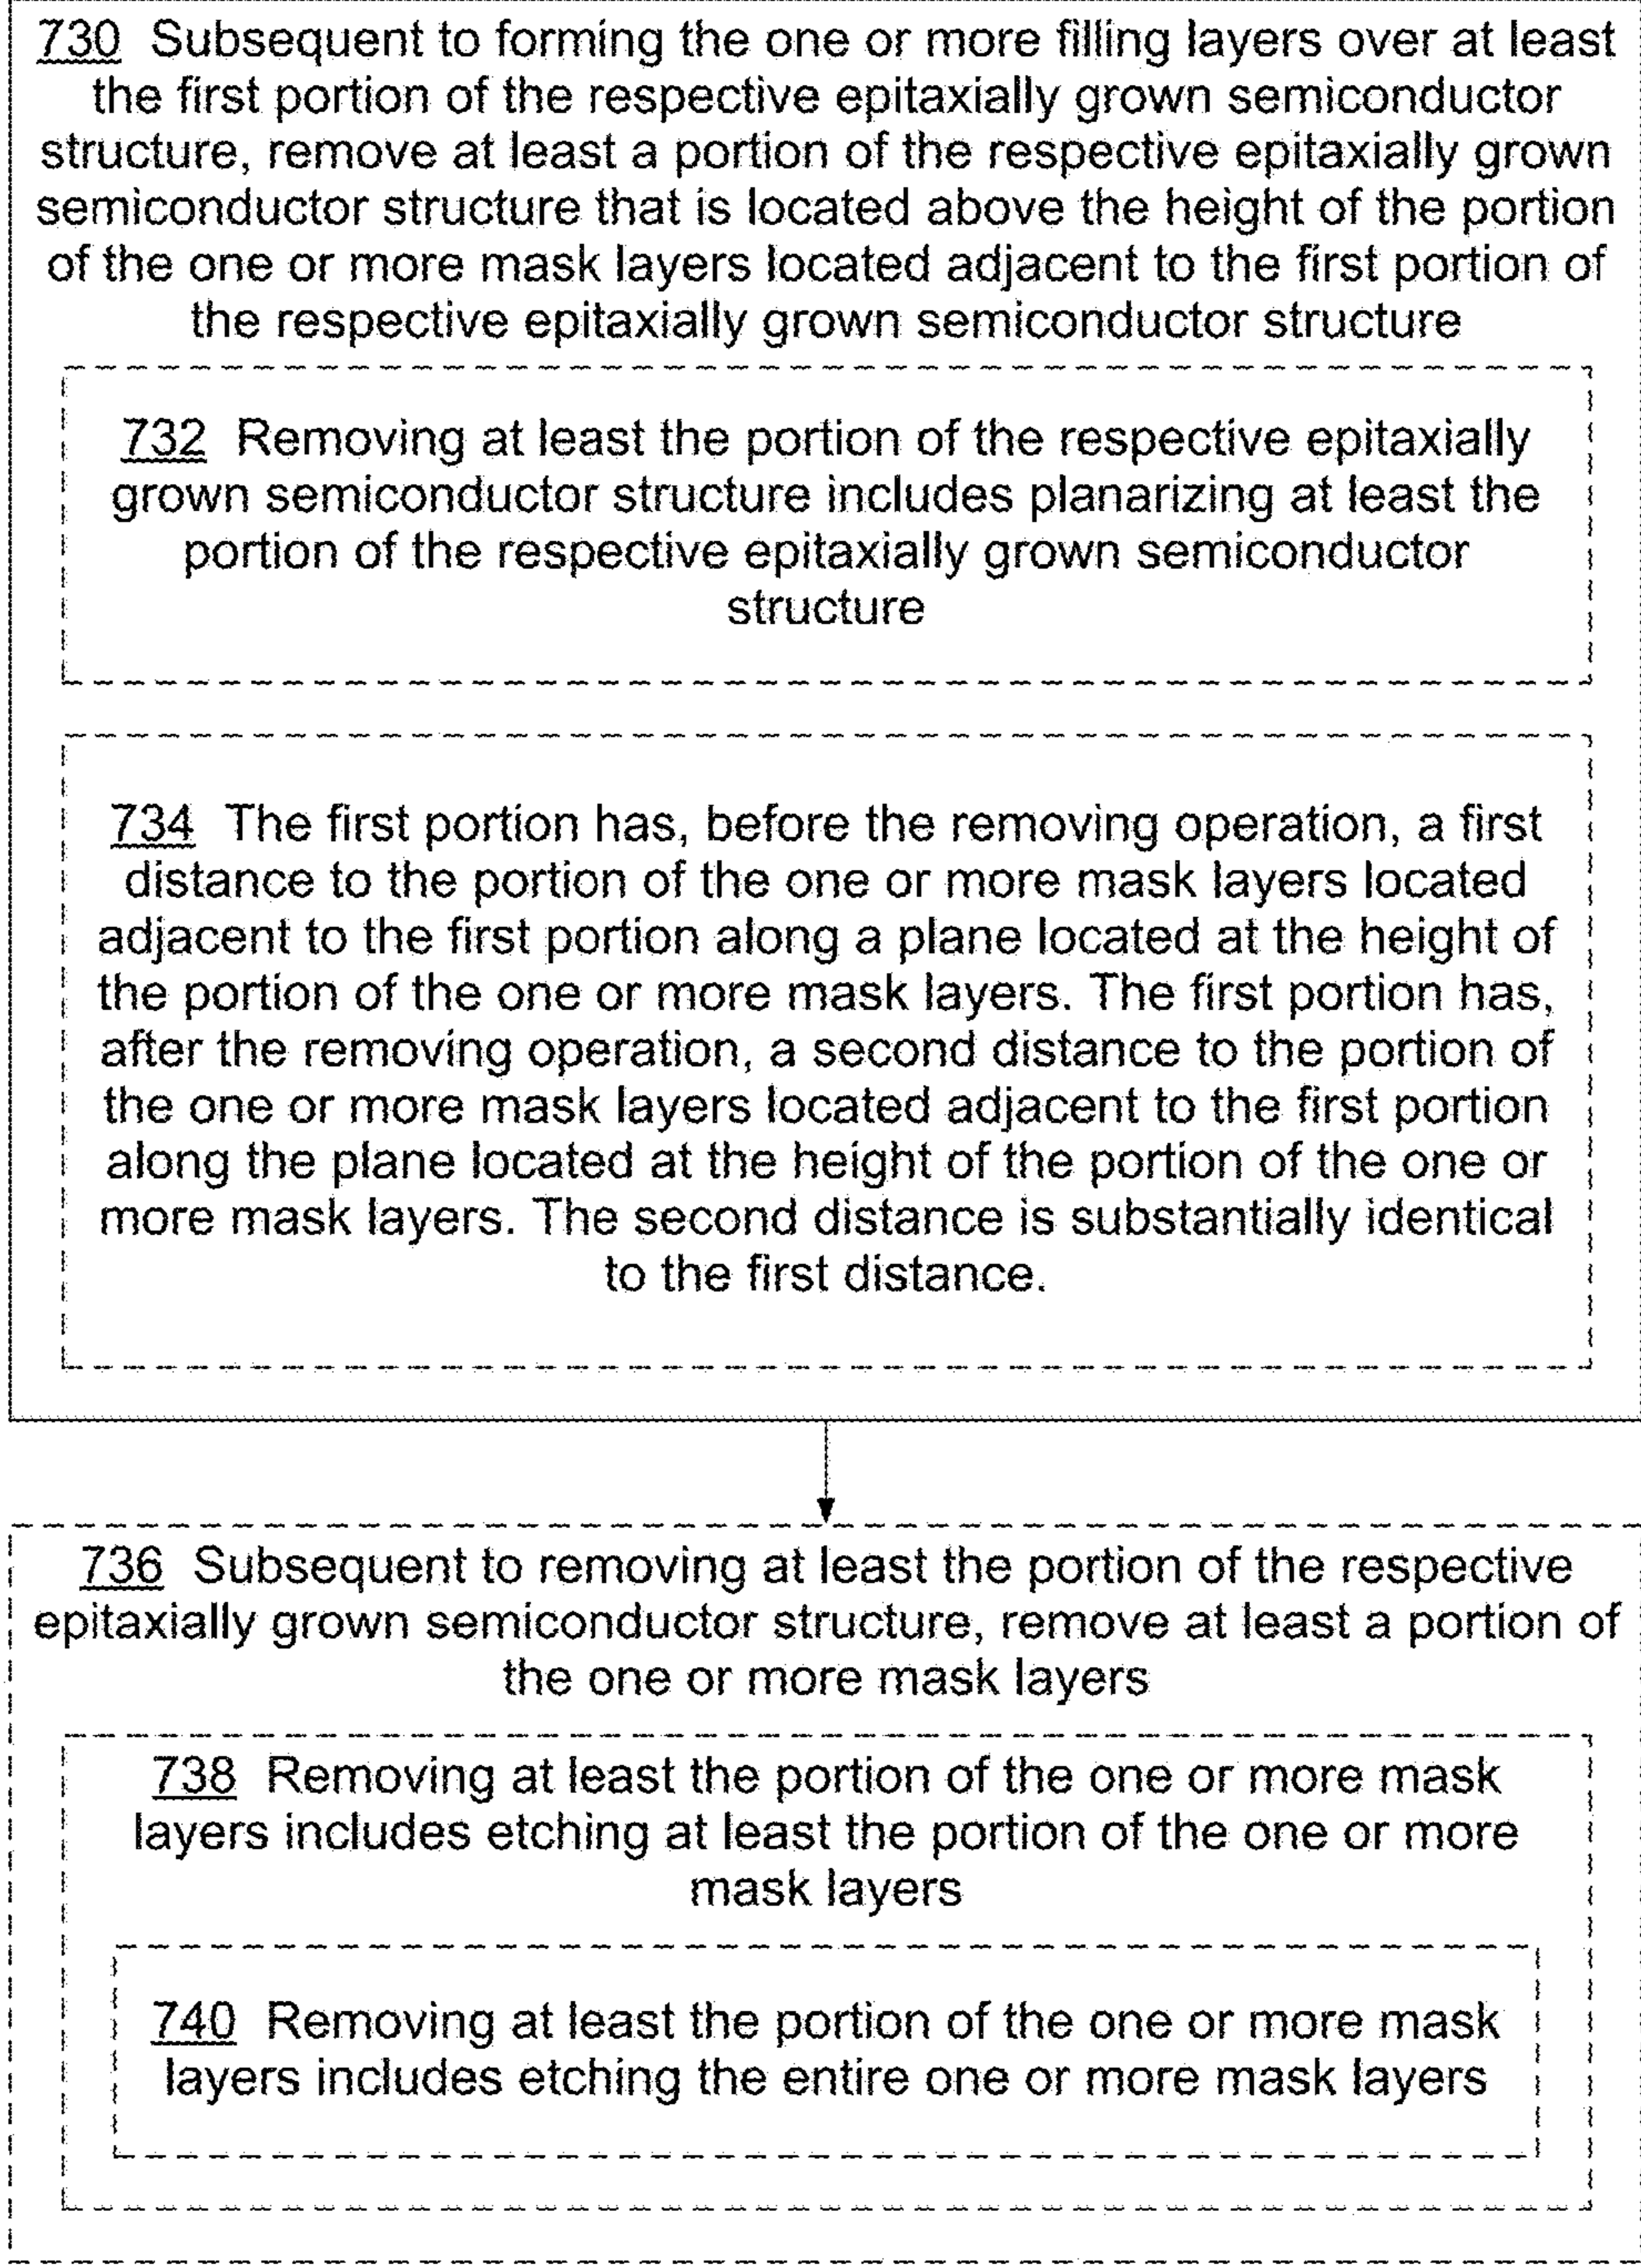 730 Subsequent to forming the one or more filling layers over at least
the first portion of the respective epitaxially grown semiconductor
structure, remove at least a portion of the respective epitaxially grown
semiconductor structure that is located above the height of the portion
of the one or more mask layers located adjacent to the first portion of
the respective epitaxially grown semiconductor structure
732 Removing at least the portion of the respective epitaxially
grown semiconductor structure includes planarizing at least the
portion of the respective epitaxially grown semiconductor
structure
734 The first portion has, before the removing operation, a first
distance to the portion of the one or more mask layers located
adjacent to the first portion along a plane located at the height of
the portion of the one or more mask layers. The first portion has,
after the removing operation, a second distance to the portion of
the one or more mask layers located adjacent to the first portion
along the plane located at the height of the portion of the one or
more mask layers. The second distance is substantially identical
to the first distance.
736 Subsequent to removing at least the portion of the respective
epitaxially grown semiconductor structure, remove at least a portion of
the one or more mask layers
738 Removing at least the portion of the one or more mask
layers includes etching at least the portion of the one or more
mask layers
740 Removing at least the portion of the one or more mask
layers includes etching the entire one or more mask layers